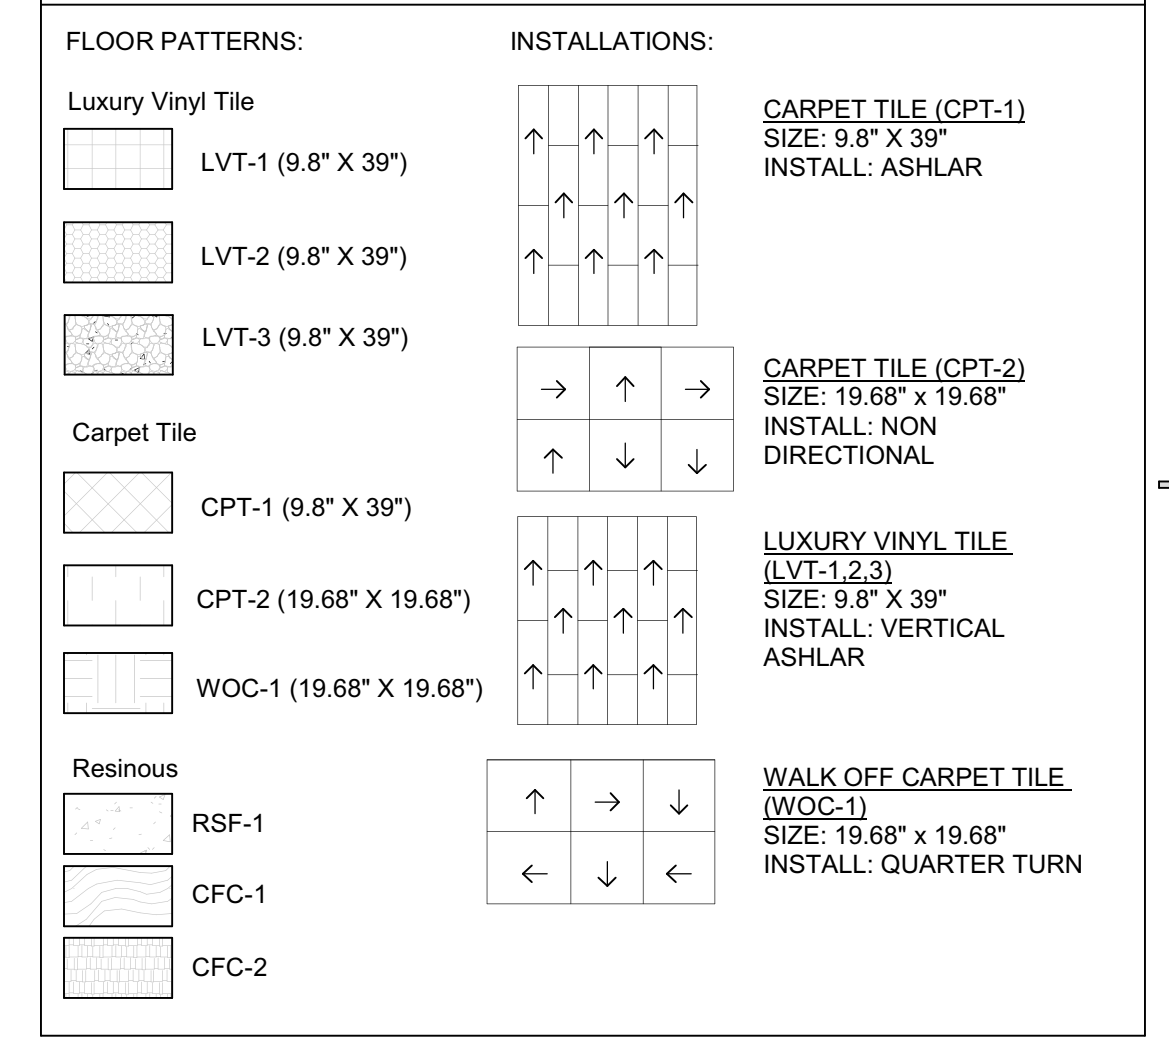 FLOOR PATTERNS:
Luxury Vinyl Tile
LVT-1 (9.8" X 39")
LVT-2 (9.8" X 39")
LVT-3 (9.8" X 39")
Carpet Tile
CPT-1 (9.8" X 39")
CPT-2 (19.68" X 19.68")
WOC-1 (19.68" X 19.68")
Resinous
RSF-1
CFC-1
CFC-2
INSTALLATIONS:
CARPET TILE (CPT-1)
SIZE: 9.8" X 39"
INSTALL: ASHLAR
CARPET TILE (CPT-2)
SIZE: 19.68" x 19.68"
INSTALL: NON
DIRECTIONAL
LUXURY VINYL TILE
(LVT-1,2,3)
SIZE: 9.8" X 39"
INSTALL: VERTICAL
ASHLAR
WALK OFF CARPET TILE
(WOC-1)
SIZE: 19.68" x 19.68"
INSTALL: QUARTER TURN